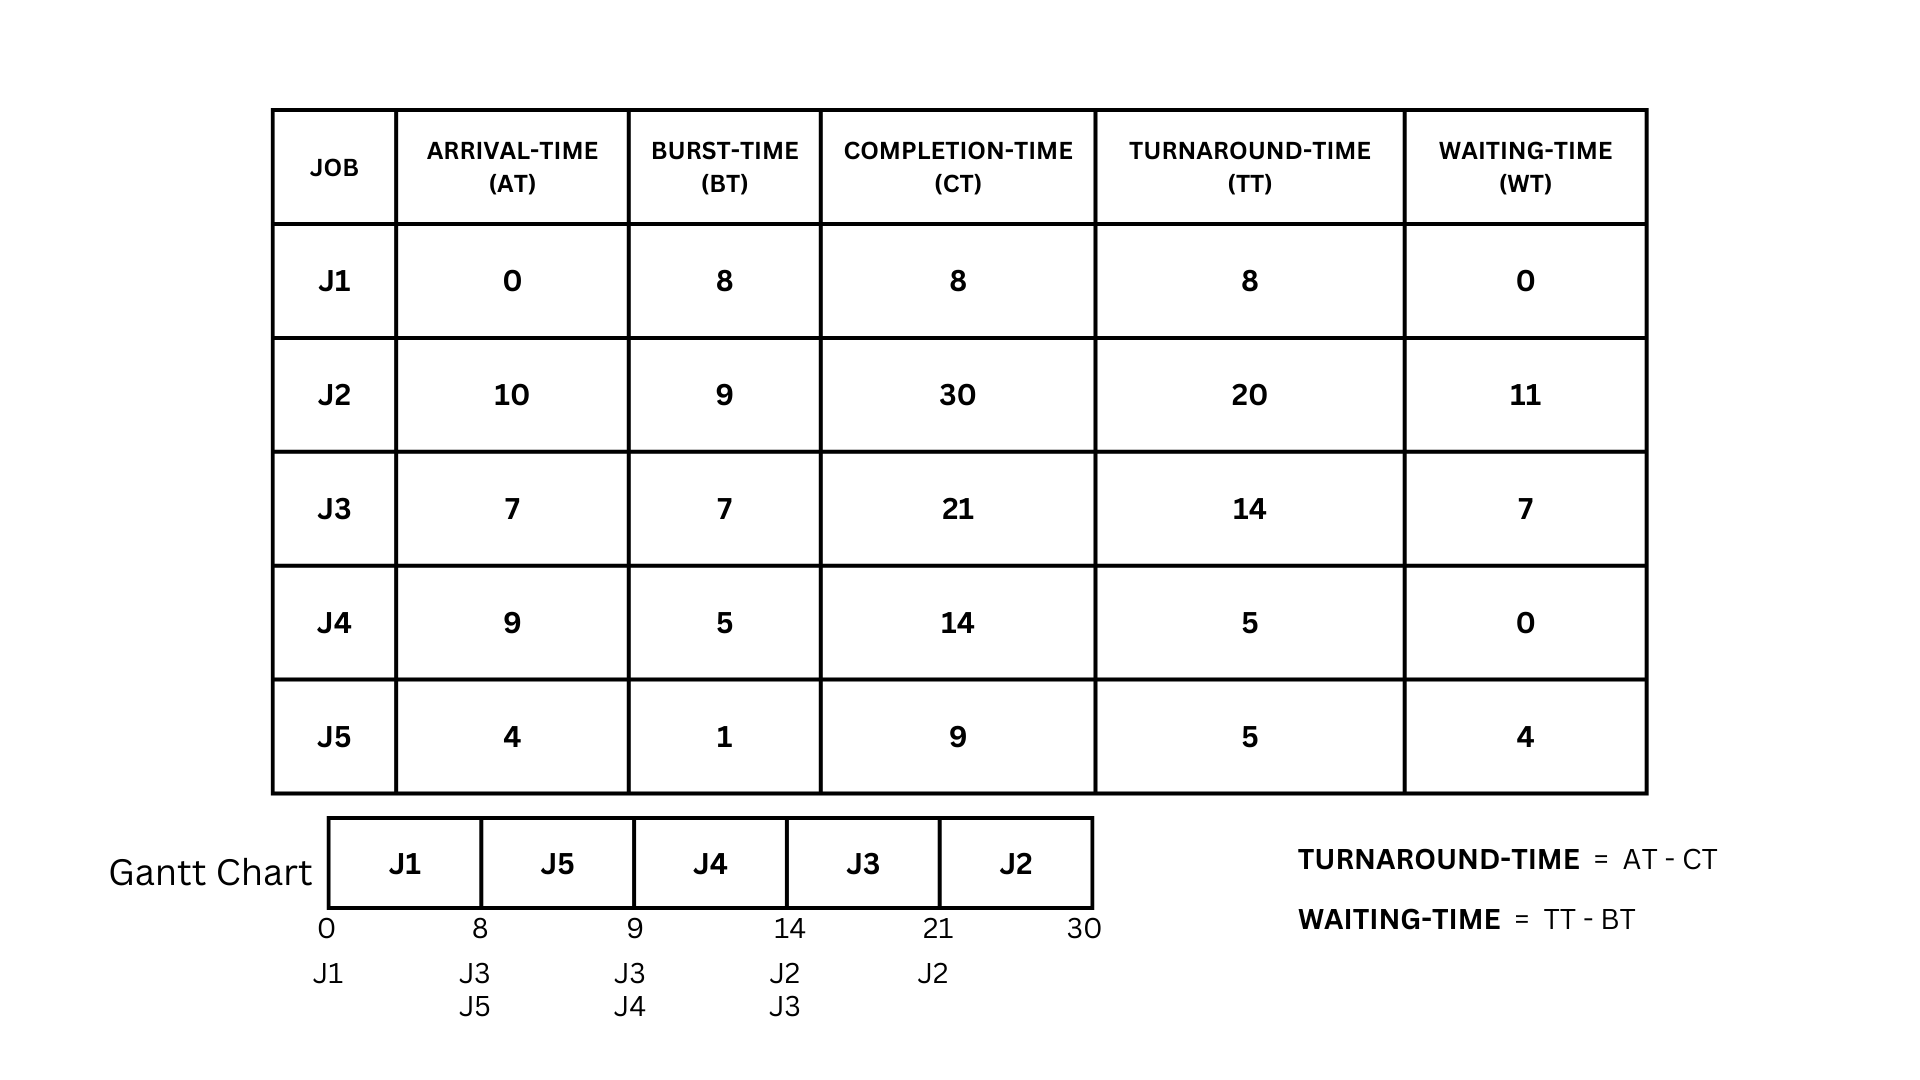 JOB ARRIVAL-TIME (AT) BURST-TIME (BT) COMPLETION-TIME (CT) TURNAROUND-TIME (TT) WAITING-TIME (WT)
J1 0 8 8 8 0
J2 10 9 30 20 11
J3 7 7 21 14 7
J4 9 5 14 5 0
J5 4 1 9 5 4
Gantt Chart J1 J5 J4 J3 J2
0 8 9 14 21 30
J1 J3 J3 J2 J2
J5 J4 J3
TURNAROUND-TIME = AT - CT
WAITING-TIME = TT - BT